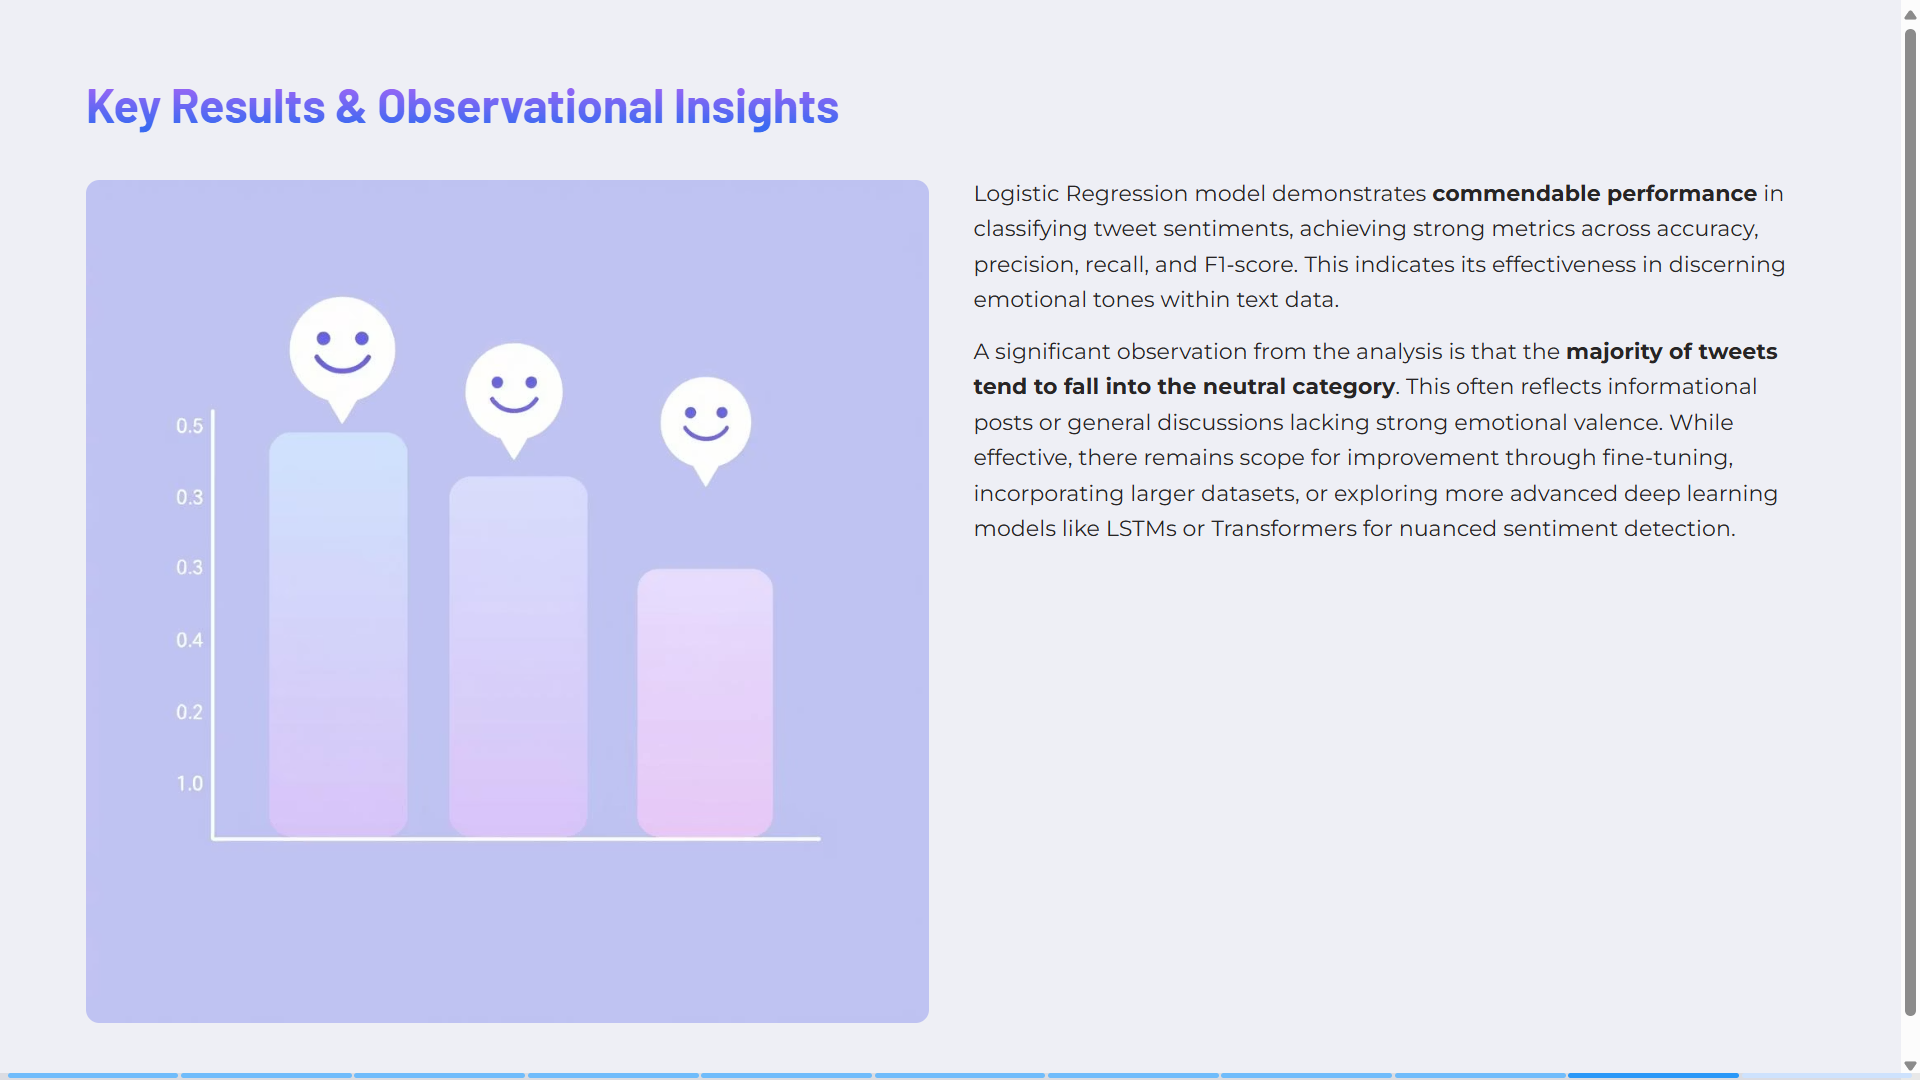 Key Results & Observational Insights
0.5
0.3
0.3
0.4
0.2
1.0
Logistic Regression model demonstrates commendable performance in
classifying tweet sentiments, achieving strong metrics across accuracy,
precision, recall, and F1-score. This indicates its effectiveness in discerning
emotional tones within text data.
A significant observation from the analysis is that the majority of tweets
tend to fall into the neutral category. This often reflects informational
posts or general discussions lacking strong emotional valence. While
effective, there remains scope for improvement through fine-tuning,
incorporating larger datasets, or exploring more advanced deep learning
models like LSTMs or Transformers for nuanced sentiment detection.